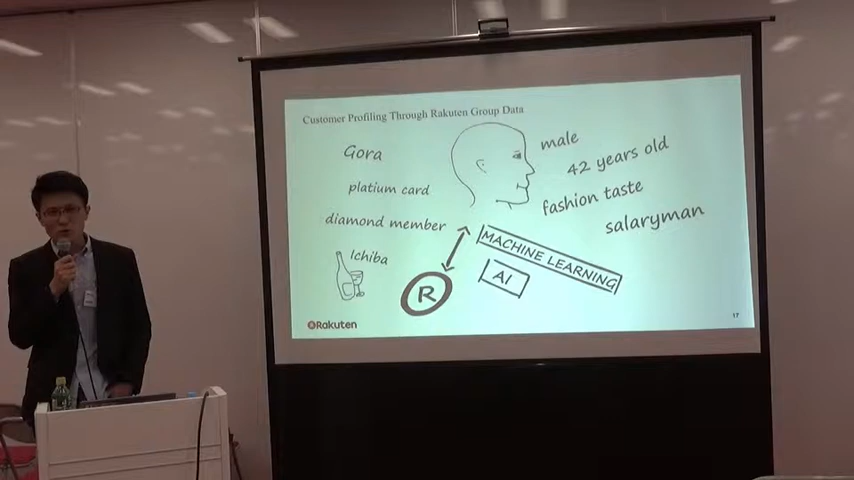 Customer Profiling Through Rakuten Group Data
Gora
male
platium card
42 years old
fashion taste
diamond member
salaryman
Ichiba
MACHINE LEARNING
AI
R
Rakuten
17